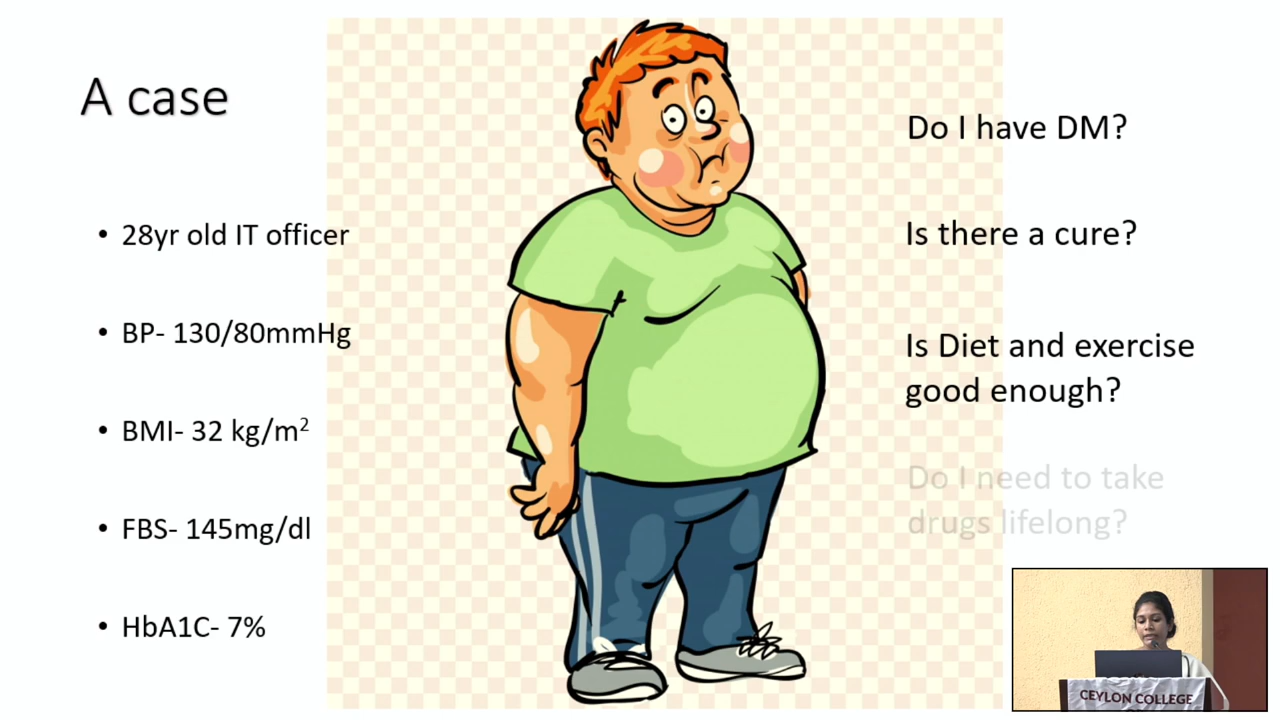 A case
• 28yr old IT officer
• BP- 130/80mmHg
• BMI- 32 kg/m²
• FBS- 145mg/dl
• HbA1C- 7%
Do I have DM?
Is there a cure?
Is Diet and exercise
good enough?
Do I need to take
drugs lifelong?
CEYLON COLLEGE